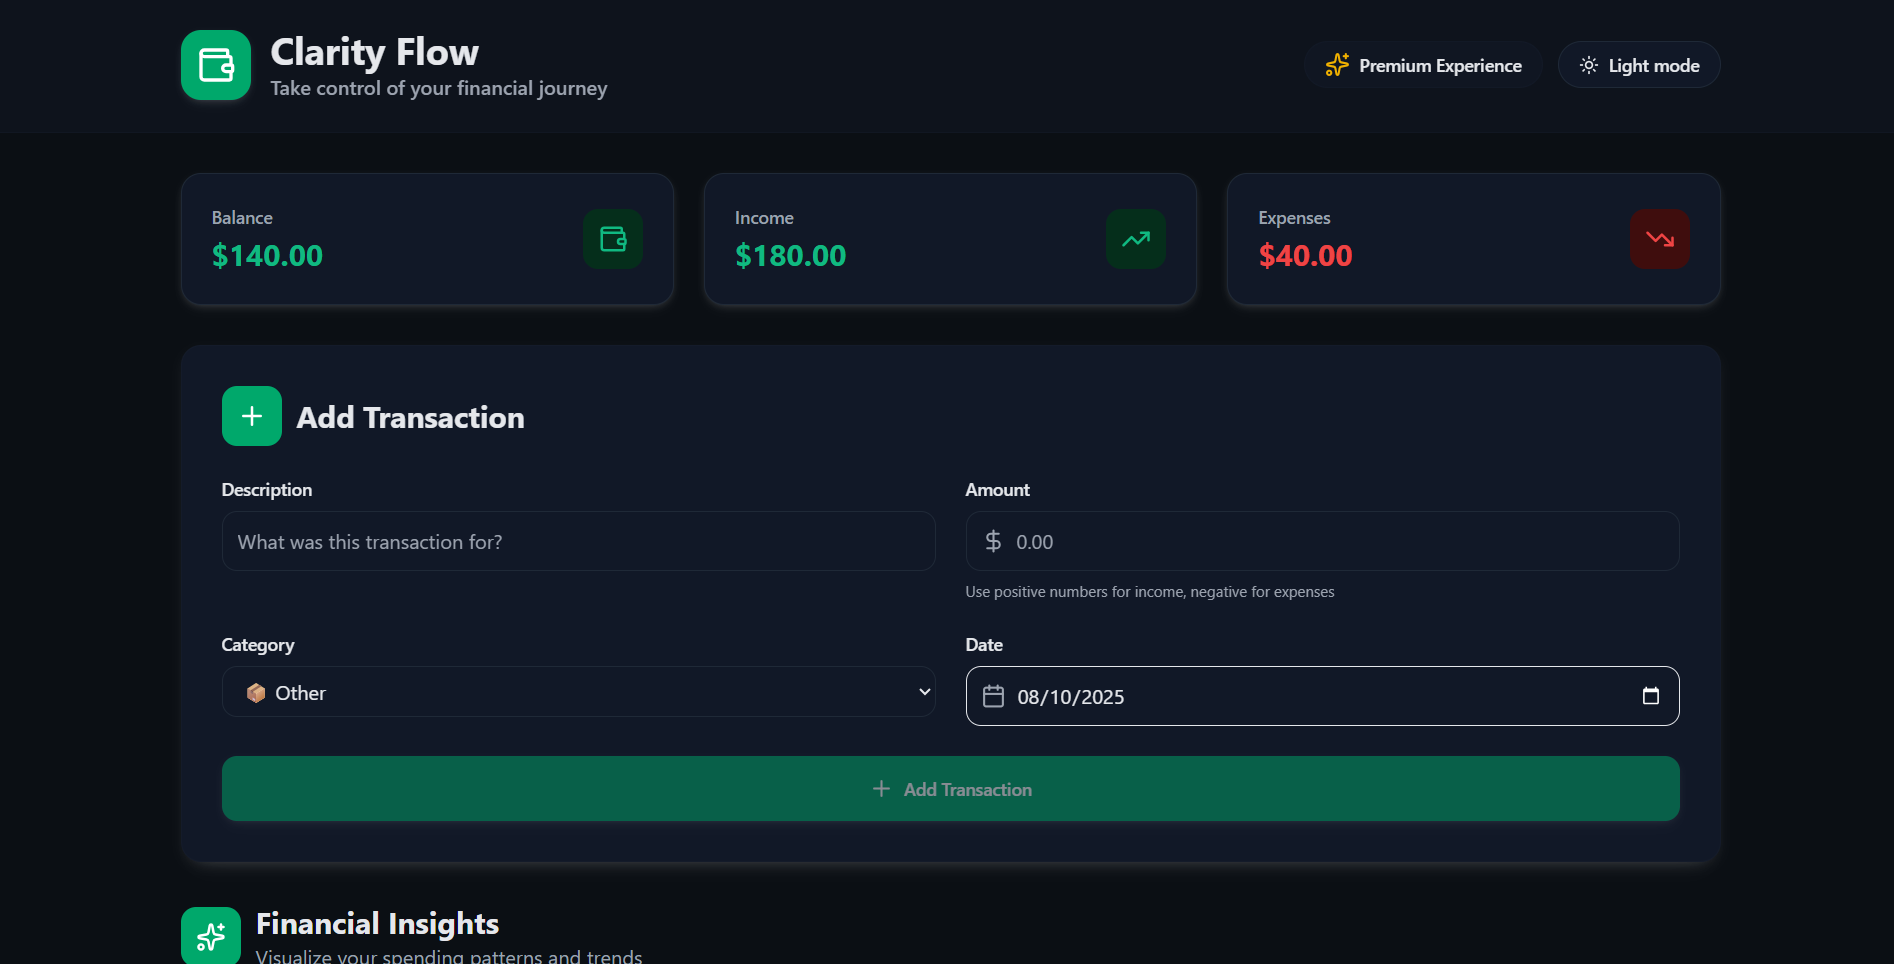 Clarity Flow
Take control of your financial journey
Premium Experience
Light mode
Balance
$140.00
Income
$180.00
Expenses
$40.00
Add Transaction
Description
What was this transaction for?
Amount
$ 0.00
Use positive numbers for income, negative for expenses
Category
📦 Other
Date
08/10/2025
+ Add Transaction
Financial Insights
Visualize your spending patterns and trends